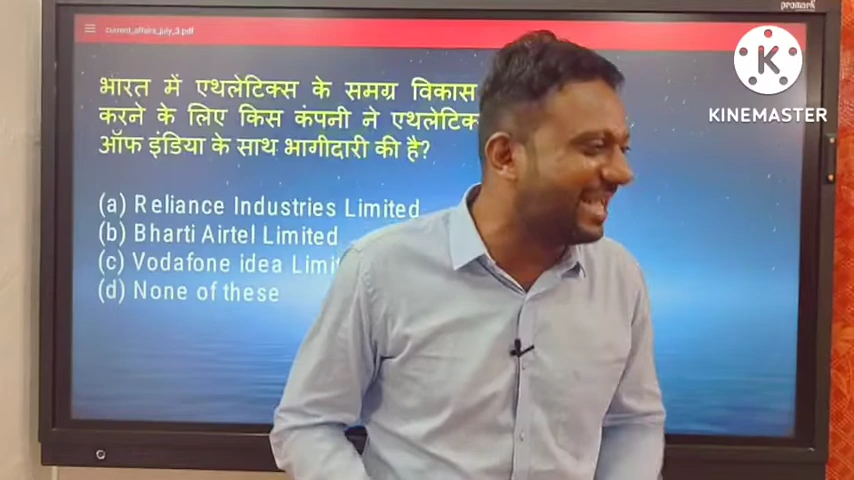 promark
current_affairs_july_3.pdf
K
KINEMASTER
भारत में एथलेटिक्स के समग्र विकास
करने के लिए किस कंपनी ने
ऑफ इंडिया के साथ भागीदारी की है?
(a) Reliance Industries Limited
(b) Bharti Airtel Limited
(c) Vodafone idea
(d) None of these